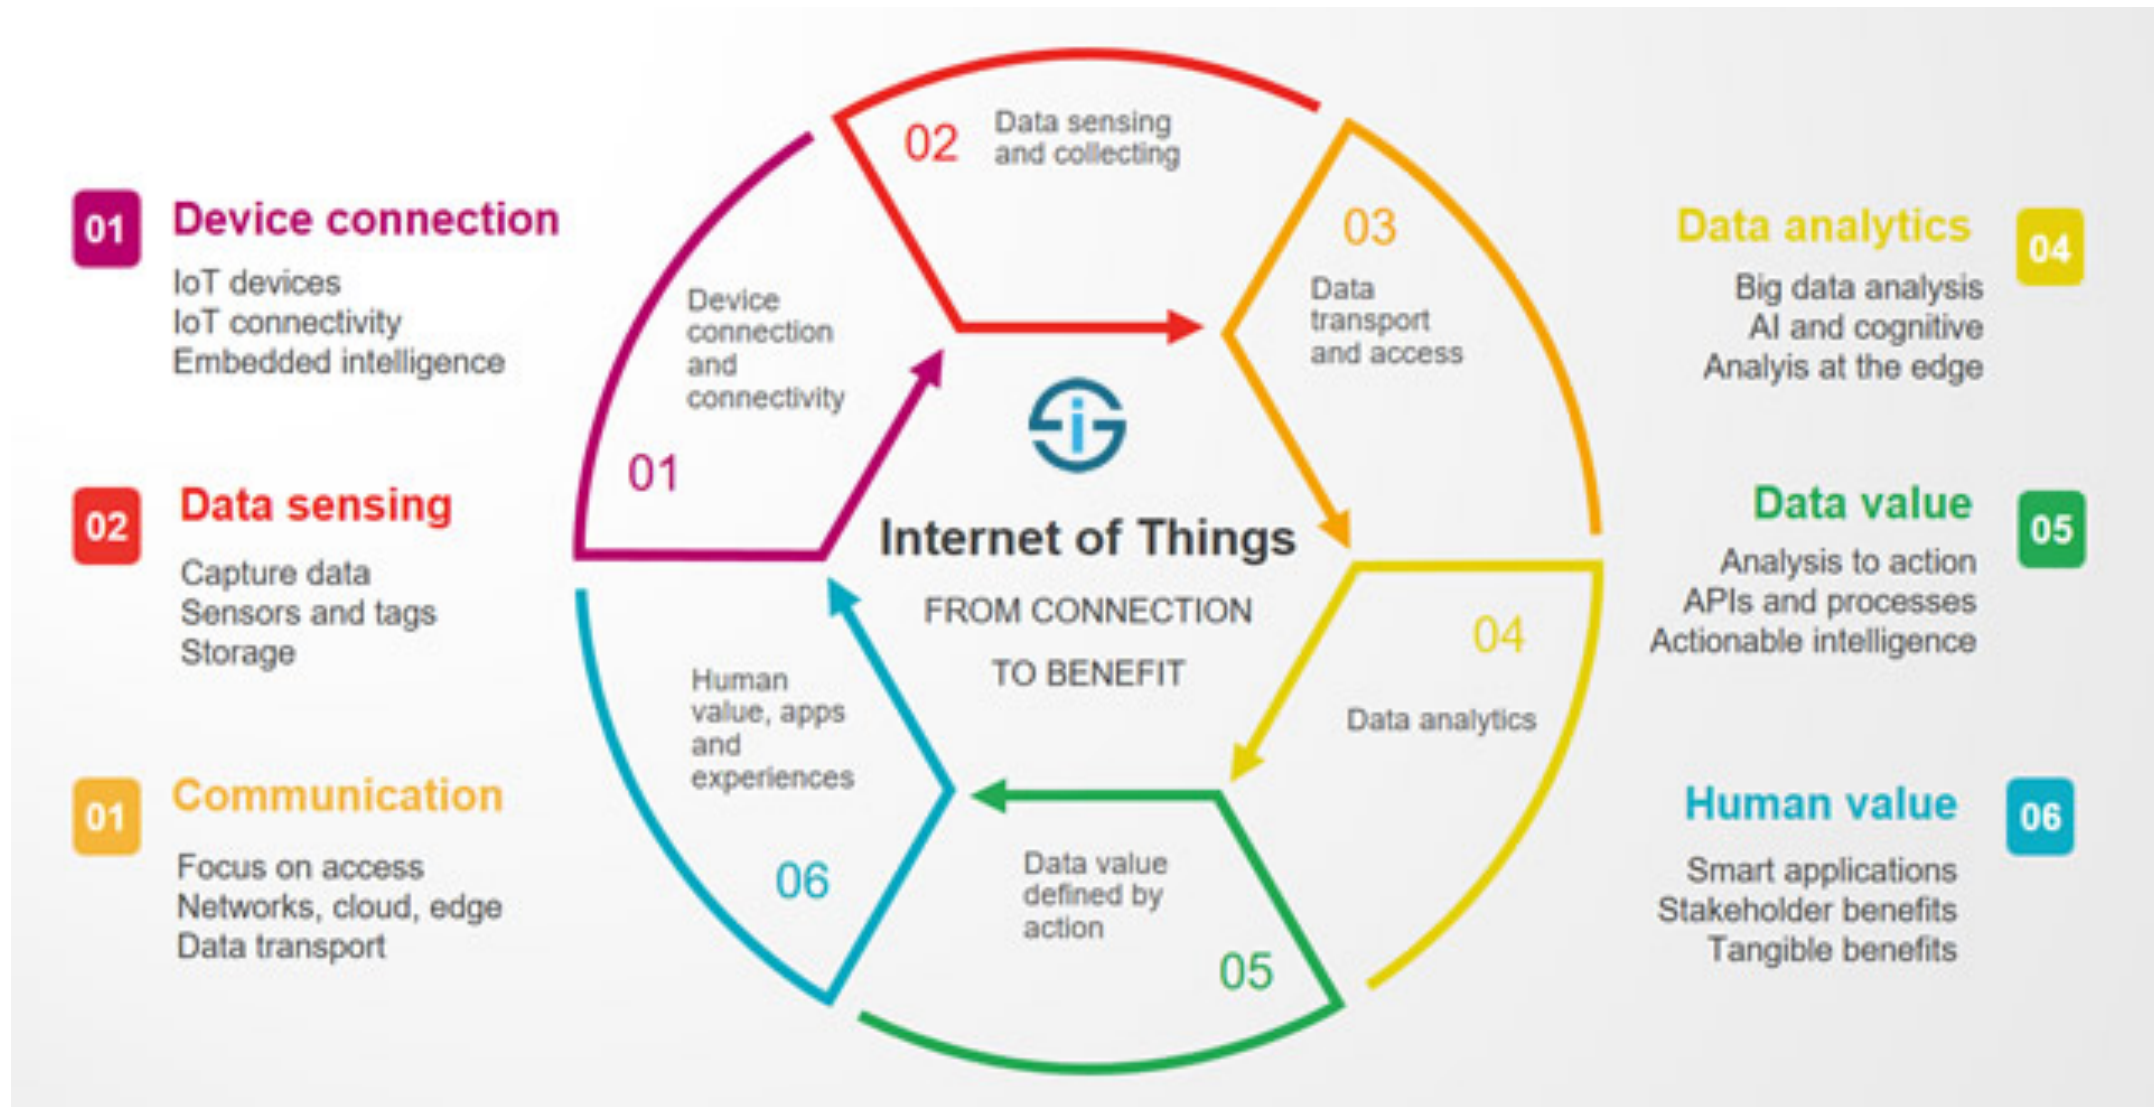 01
Device connection
IoT devices
IoT connectivity
Embedded intelligence
02
Data sensing
Capture data
Sensors and tags
Storage
01
Communication
Focus on access
Networks, cloud, edge
Data transport
02
Data sensing
and collecting
03
Data
transport
and access
Device
connection
and
connectivity
01
i
Internet of Things
FROM CONNECTION
TO BENEFIT
04
Data analytics
Human
value, apps
and
experiences
06
Data value
defined by
action
05
Data analytics
04
Big data analysis
AI and cognitive
Analyis at the edge
Data value
05
Analysis to action
APIs and processes
Actionable intelligence
Human value
06
Smart applications
Stakeholder benefits
Tangible benefits